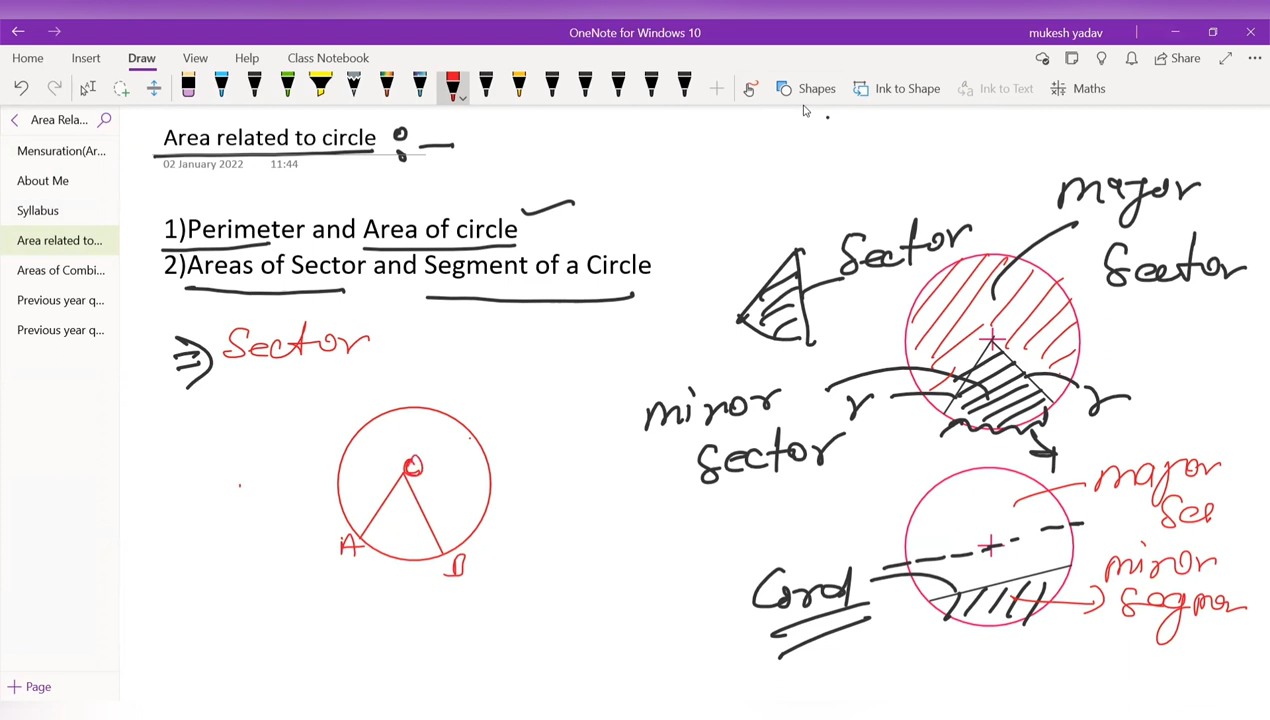 OneNote for Windows 10
mukesh yadav
Home
Insert
Draw
View
Help
Class Notebook
Share
Shapes
Ink to Shape
Ink to Text
Maths
Area Rela...
Mensuration(Ar...
About Me
Syllabus
Area related to...
Areas of Combi...
Previous year q...
Previous year q...
Page
Area related to circle :-
02 January 2022 11:44
1)Perimeter and Area of circle
2)Areas of Sector and Segment of a Circle
⇒ Sector
O
A
B
Sector
major
Sector
minor
sector
r
r
major
Seg
minor
segmen
Cord